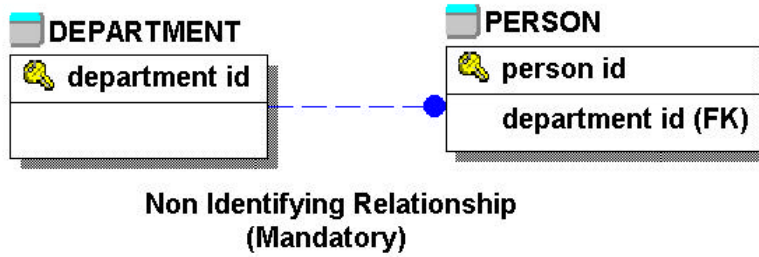 DEPARTMENT
department id
PERSON
person id
department id (FK)
Non Identifying Relationship
(Mandatory)